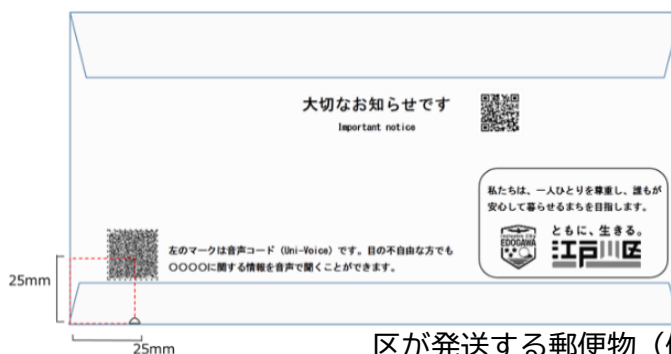 大切なお知らせです
Important notice
私たちは、一人ひとりを尊重し、誰もが
安心して暮らせるまちを目指します。
ともに、生きる。
EDOGAWA
江戸川区
左のマークは音声コード（Uni-Voice）です。目の不自由な方でも
〇〇〇〇に関する情報を音声で聞くことができます。
25mm
25mm
区が発送する郵便物（